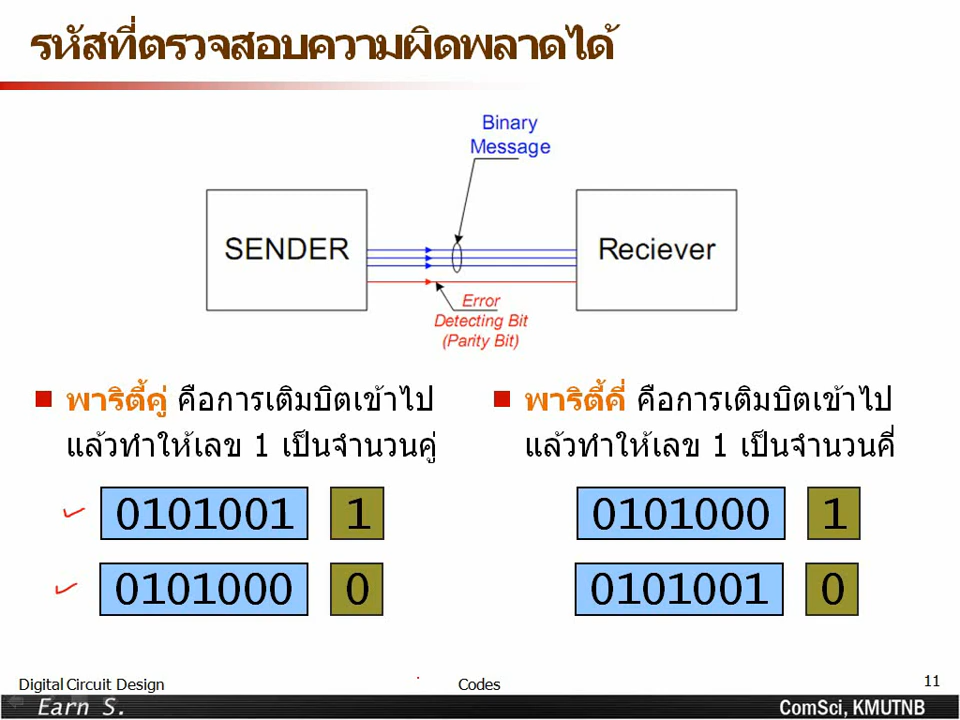 รหัสที่ตรวจสอบความผิดพลาดได้
Binary
Message
SENDER
Reciever
Error
Detecting Bit
(Parity Bit)
พาริตี้คู่ คือการเติมบิตเข้าไป
แล้วทำให้เลข 1 เป็นจำนวนคู่
0101001 1
0101000 0
พาริตี้คี่ คือการเติมบิตเข้าไป
แล้วทำให้เลข 1 เป็นจำนวนคี่
0101000 1
0101001 0
Digital Circuit Design
Codes
11
Earn S.
ComSci, KMUTNB